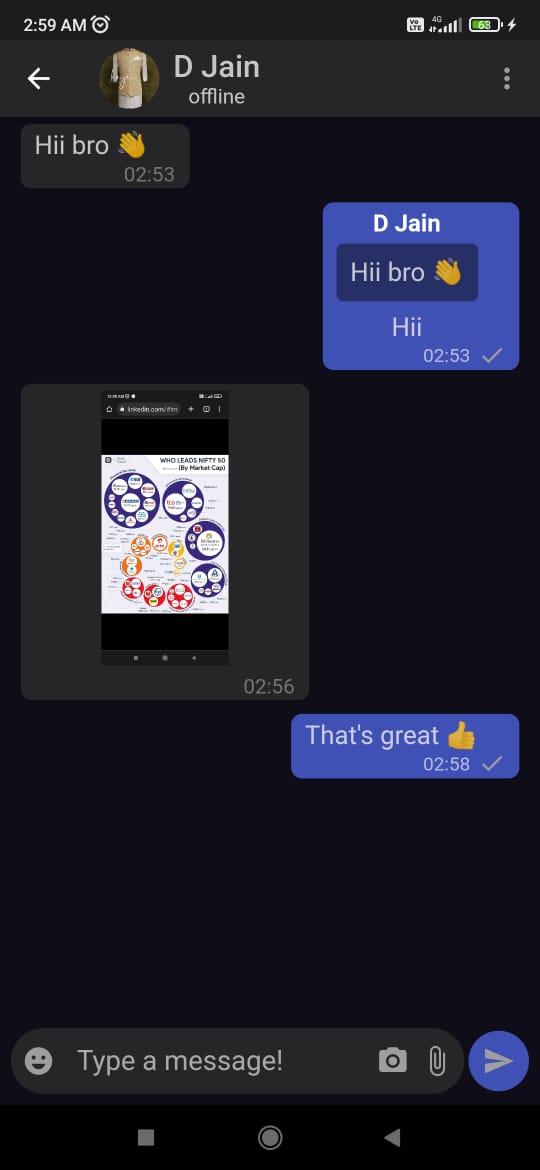 2:59 AM
Vo
LTE
4G
63
D Jain
offline
Hii bro 👋
02:53
D Jain
Hii bro 👋
Hii
02:53
linkedin.com/#im
WHO LEADS NIFTY 50
(By Market Cap)
02:56
That's great 👍
02:58
Type a message!